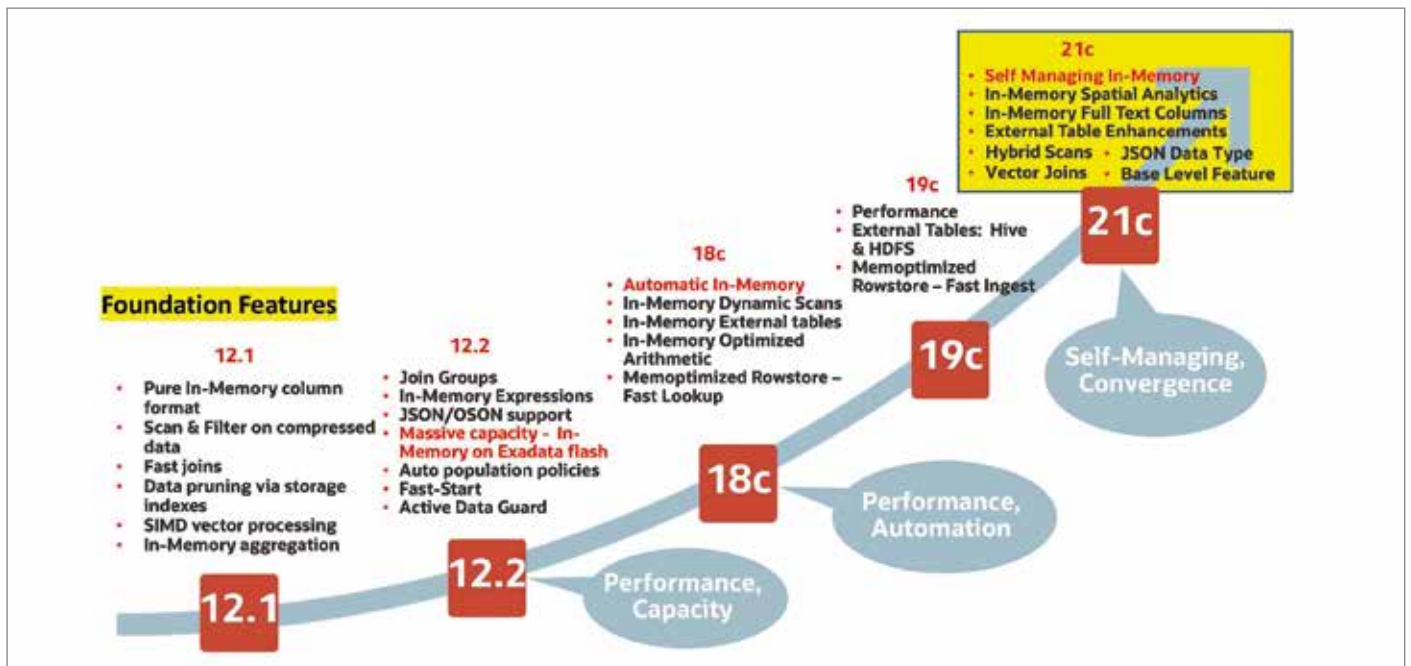 Foundation Features
12.1
• Pure In-Memory column
format
• Scan & Filter on compressed
data
• Fast joins
• Data pruning via storage
indexes
• SIMD vector processing
• In-Memory aggregation
12.1
12.2
• Join Groups
• In-Memory Expressions
• JSON/OSON support
• Massive capacity - In-
Memory on Exadata flash
• Auto population policies
• Fast-Start
• Active Data Guard
12.2
Performance,
Capacity
18c
• Automatic In-Memory
• In-Memory Dynamic Scans
• In-Memory External tables
• In-Memory Optimized
Arithmetic
• Memoptimized Rowstore –
Fast Lookup
18c
Performance,
Automation
19c
• Performance
• External Tables: Hive
& HDFS
• Memoptimized
Rowstore – Fast Ingest
19c
21c
• Self Managing In-Memory
• In-Memory Spatial Analytics
• In-Memory Full Text Columns
• External Table Enhancements
• Hybrid Scans • JSON Data Type
• Vector Joins • Base Level Feature
21c
Self-Managing,
Convergence